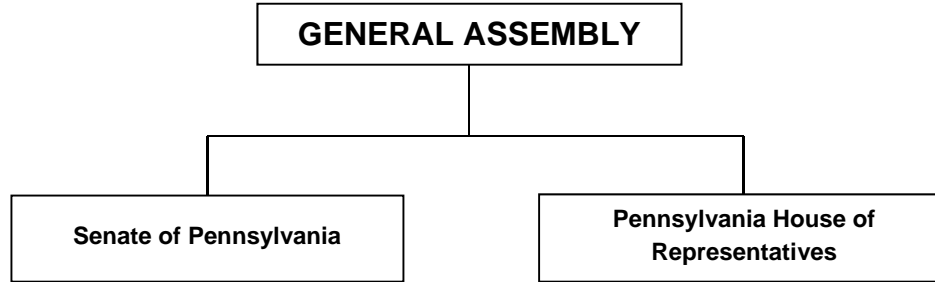 GENERAL ASSEMBLY
Senate of Pennsylvania
Pennsylvania House of
Representatives